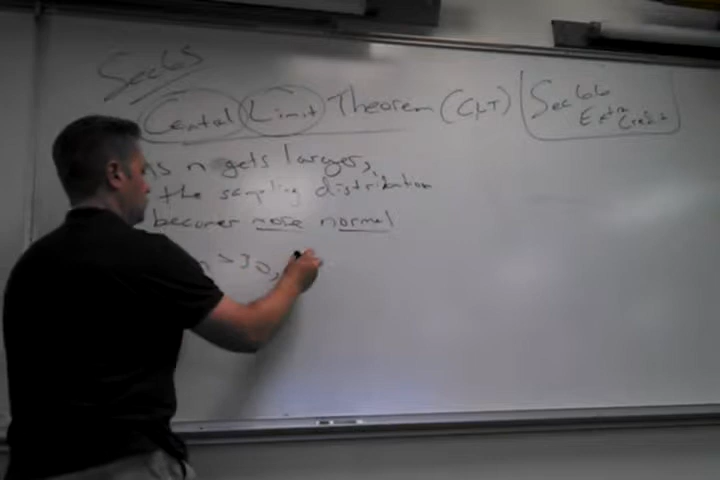 Sec 6.5
Central Limit Theorem (CLT)
Sec 6.6
Extra Credit
as n gets larger,
the sampling distribution
becomes more normal
n > 30,